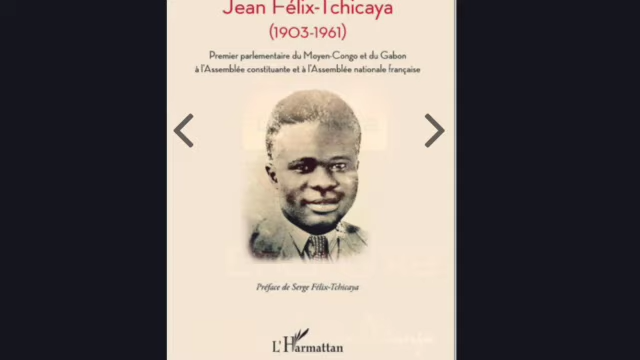 Jean Félix-Tchicaya
(1903-1961)
Premier parlementaire du Moyen-Congo et du Gabon
à l'Assemblée constituante et à l'Assemblée nationale française
Préface de Serge Félix-Tchicaya
L'Harmattan